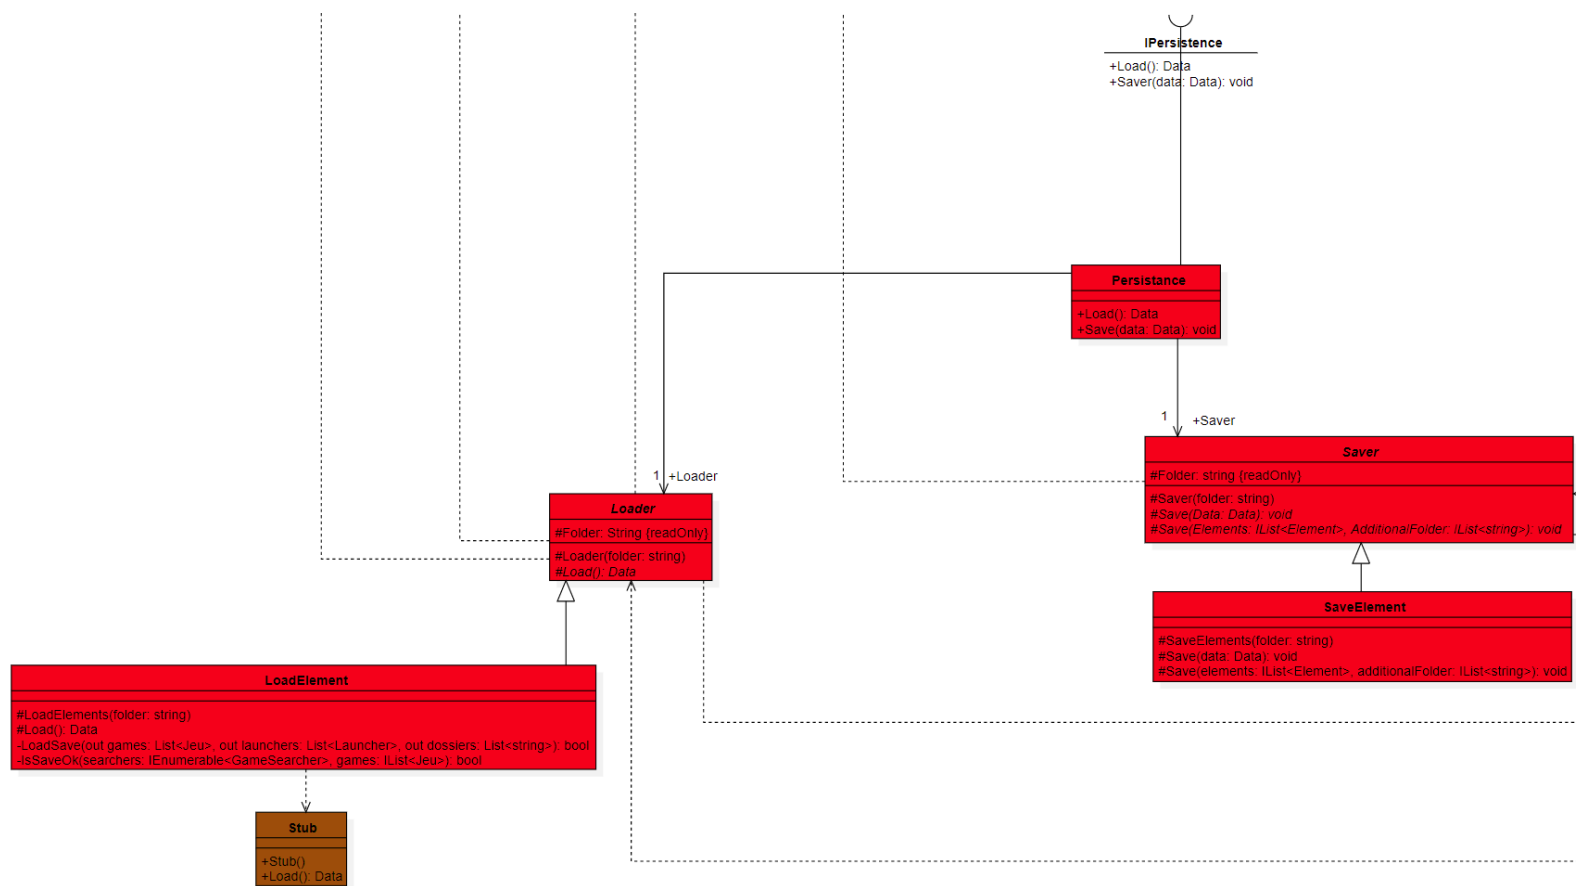 IPersistence
+Load(): Data
+Saver(data: Data): void
Persistance
+Load(): Data
+Save(data: Data): void
1
+Saver
Saver
#Folder: string {readOnly}
#Saver(folder: string)
#Save(Data: Data): void
#Save(Elements: IList<Element>, AdditionalFolder: IList<string>): void
1
+Loader
Loader
#Folder: String {readOnly}
#Loader(folder: string)
#Load(): Data
SaveElement
#SaveElements(folder: string)
#Save(data: Data): void
#Save(elements: IList<Element>, additionalFolder: IList<string>): void
LoadElement
#LoadElements(folder: string)
#Load(): Data
-LoadSave(out games: List<Jeu>, out launchers: List<Launcher>, out dossiers: List<string>): bool
-IsSaveOk(searchers: IEnumerable<GameSearcher>, games: IList<Jeu>): bool
Stub
+Stub()
+Load(): Data